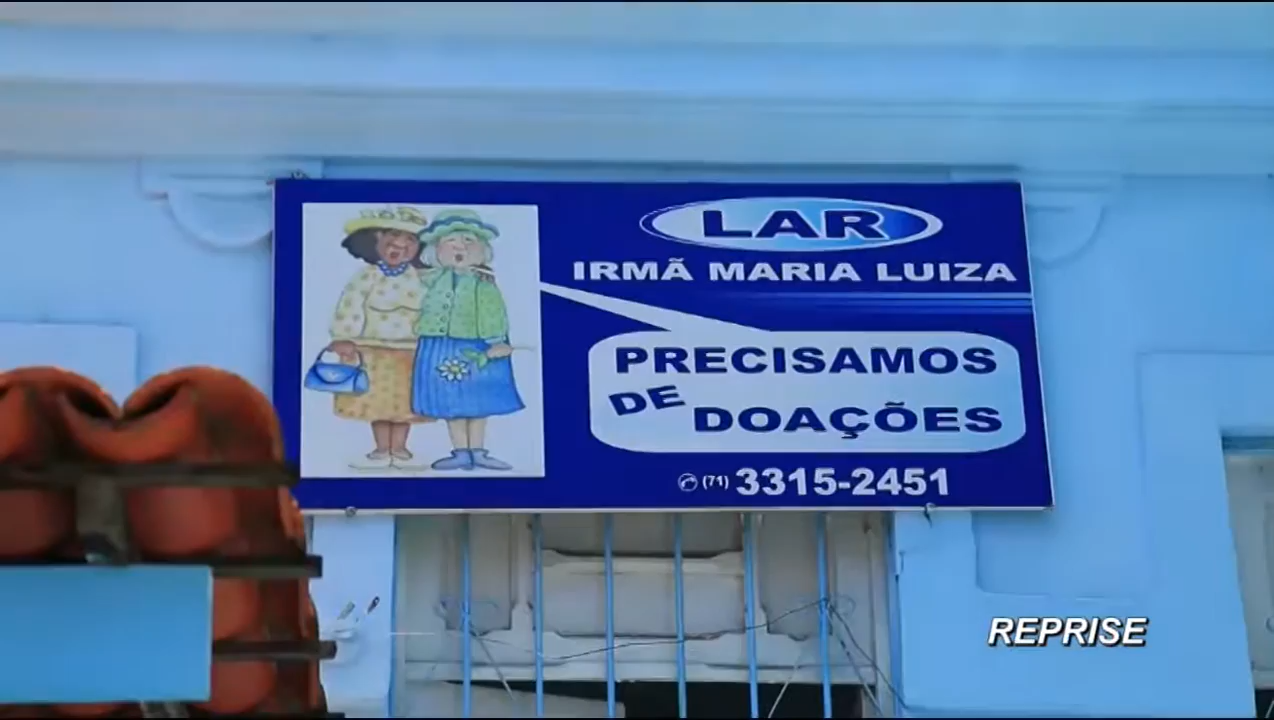 LAR
IRMÃ MARIA LUIZA
PRECISAMOS
DE
DOAÇÕES
(71) 3315-2451
REPRISE